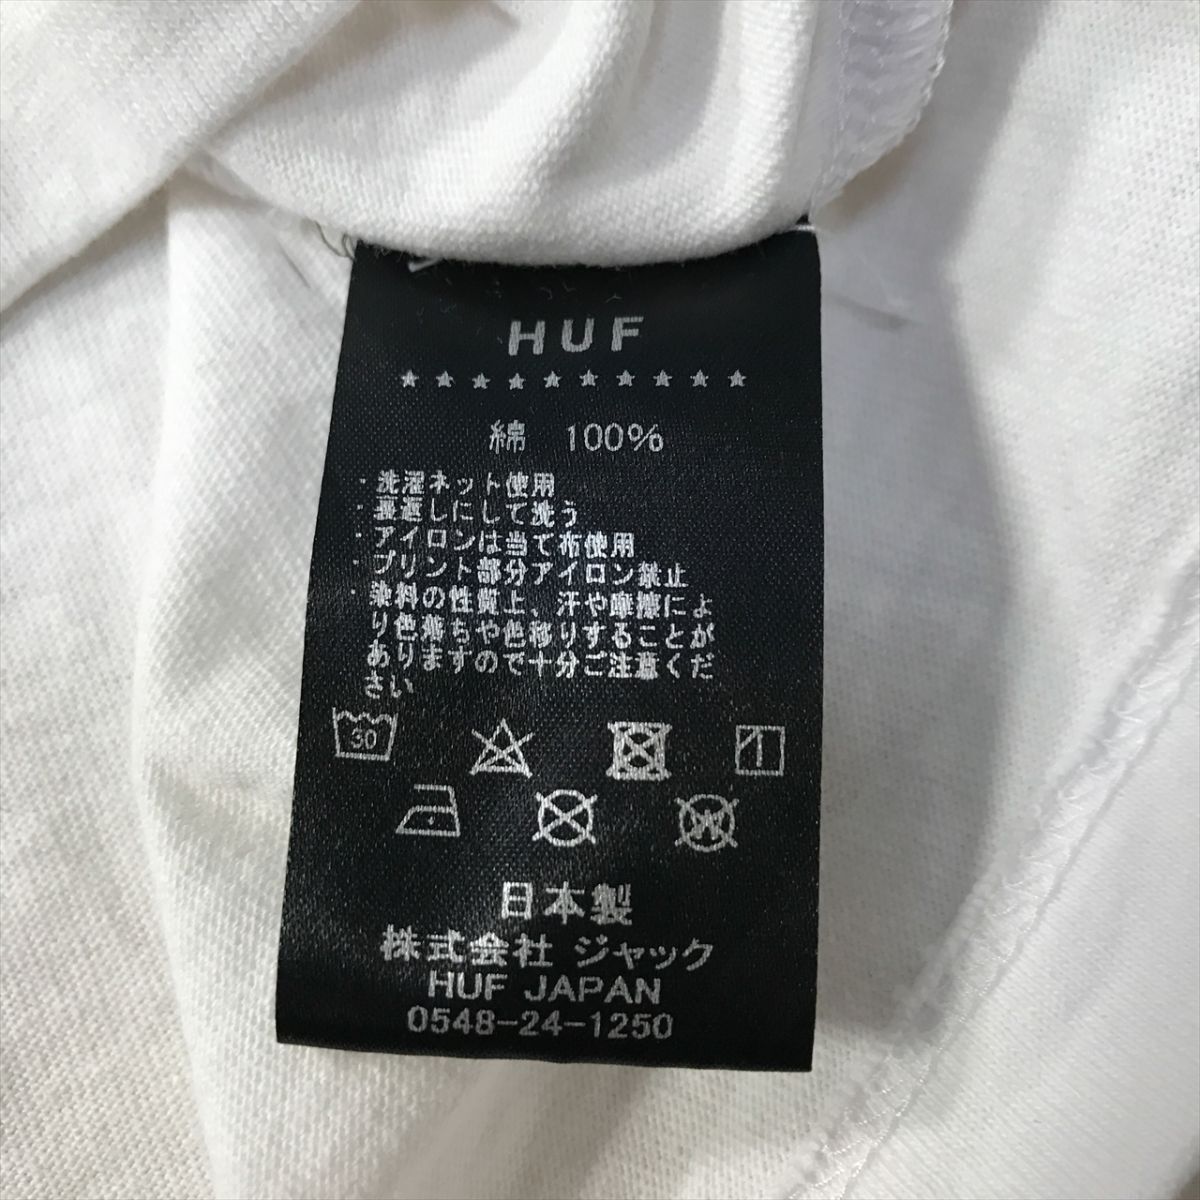 HUF
★★★★★★★★★★
綿 100%
・洗濯ネット使用
・裏返しにして洗う
・アイロンは当て布使用
・プリント部分アイロン禁止
・染料の性質上、汗や摩擦によ
り色落ちや色移りすることが
ありますので十分ご注意くだ
さい
30
W
日本製
株式会社 ジャック
HUF JAPAN
0548-24-1250